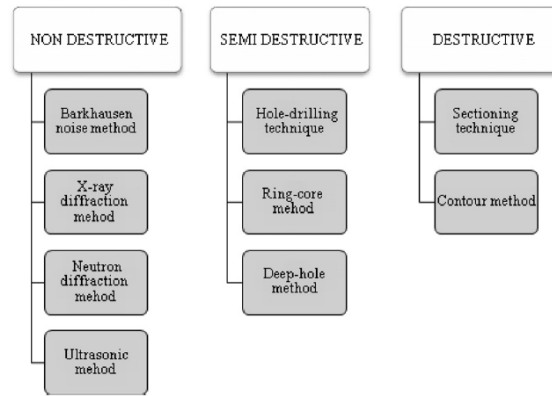 NON DESTRUCTIVE
Barkhausen
noise method
X-ray
diffraction
mehod
Neutron
diffraction
mehod
Ultrasonic
mehod
SEMI DESTRUCTIVE
Hole-drilling
technique
Ring-core
mehod
Deep-hole
method
DESTRUCTIVE
Sectioning
technique
Contour method